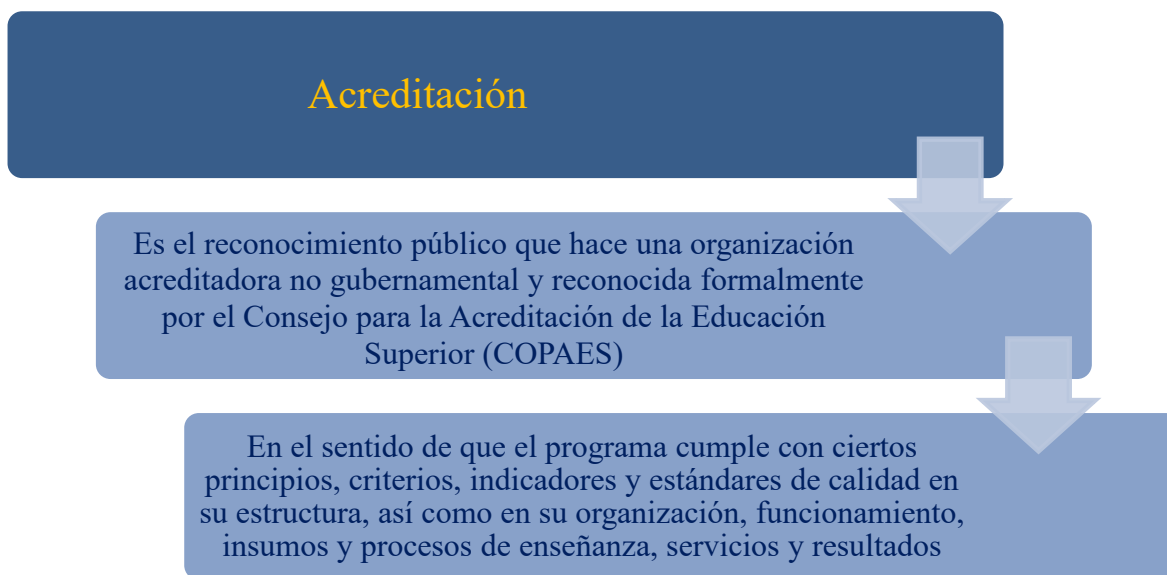 Acreditación
Es el reconocimiento público que hace una organización
acreditadora no gubernamental y reconocida formalmente
por el Consejo para la Acreditación de la Educación
Superior (COPAES)
En el sentido de que el programa cumple con ciertos
principios, criterios, indicadores y estándares de calidad en
su estructura, así como en su organización, funcionamiento,
insumos y procesos de enseñanza, servicios y resultados